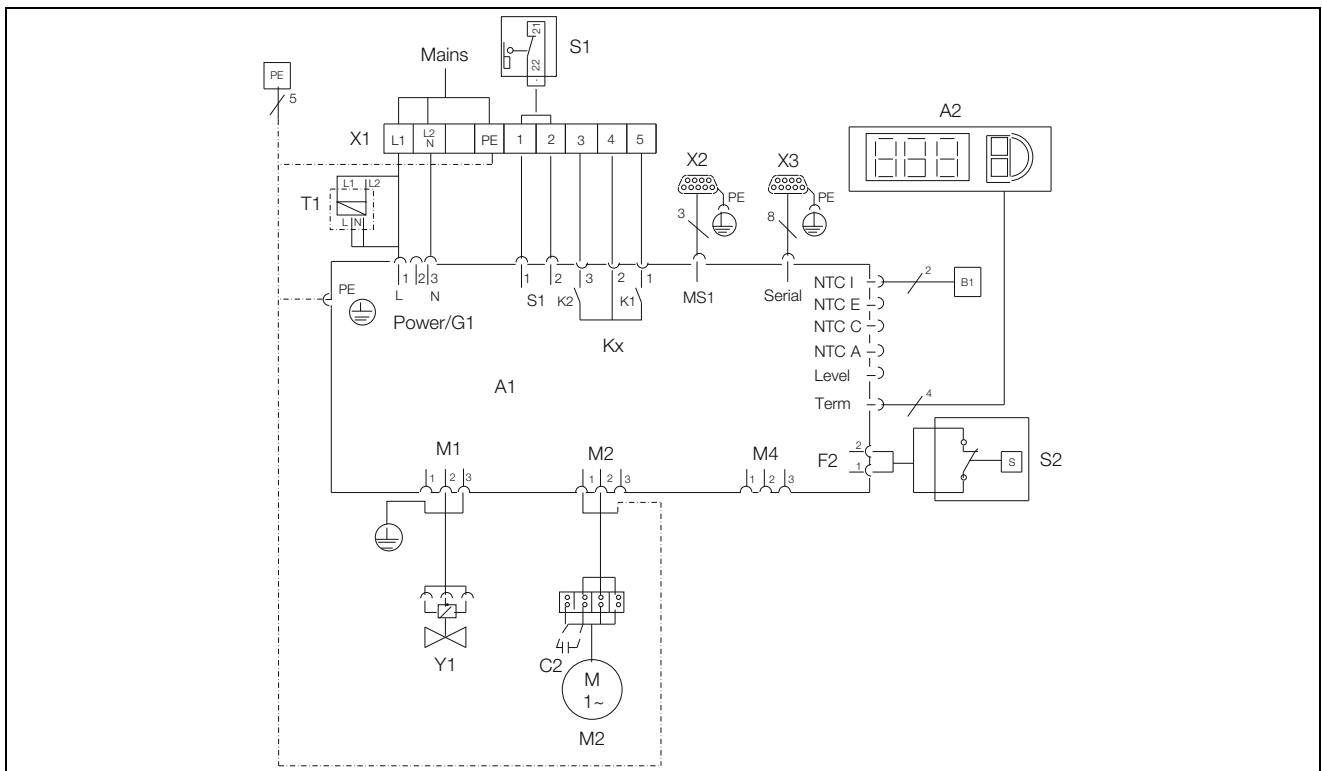 Mains
21
22
S1
PE
5
A2
X1
L1
L2
N
PE
1
2
3
4
5
X2
X3
PE
PE
3
8
T1
L1
L2
L
N
PE
1
2
3
L
N
Power/G1
1
2
S1
3
2
1
K2
K1
Kx
MS1
Serial
NTC I
2
B1
NTC E
NTC C
NTC A
Level
Term
4
A1
M1
M2
M4
F2
2
1
S
S2
1
2
3
1
2
3
1
2
3
Y1
C2
M
1~
M2